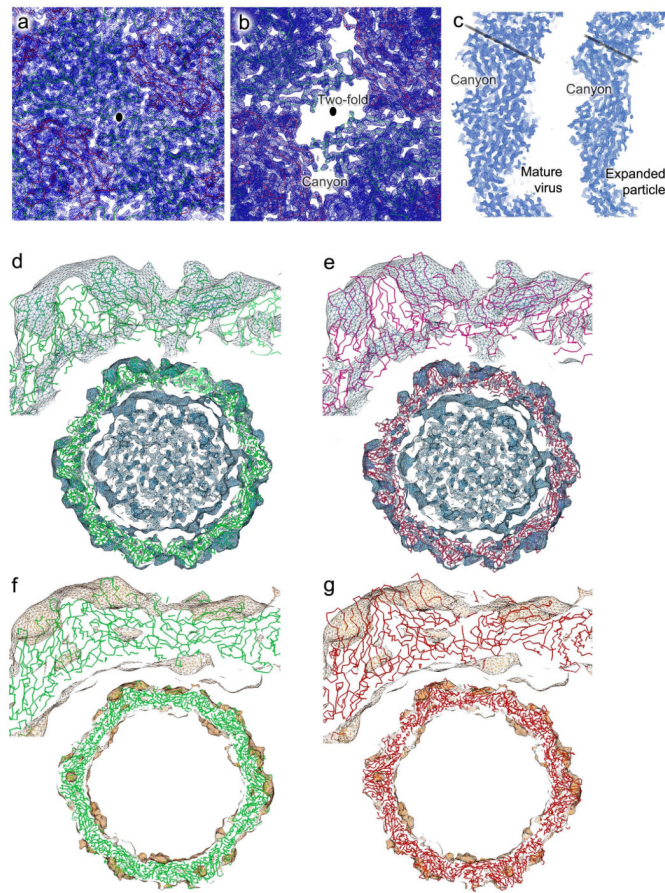 a
b
c
Two-fold
Canyon
Canyon
Canyon
Mature
virus
Expanded
particle
d
e
f
g